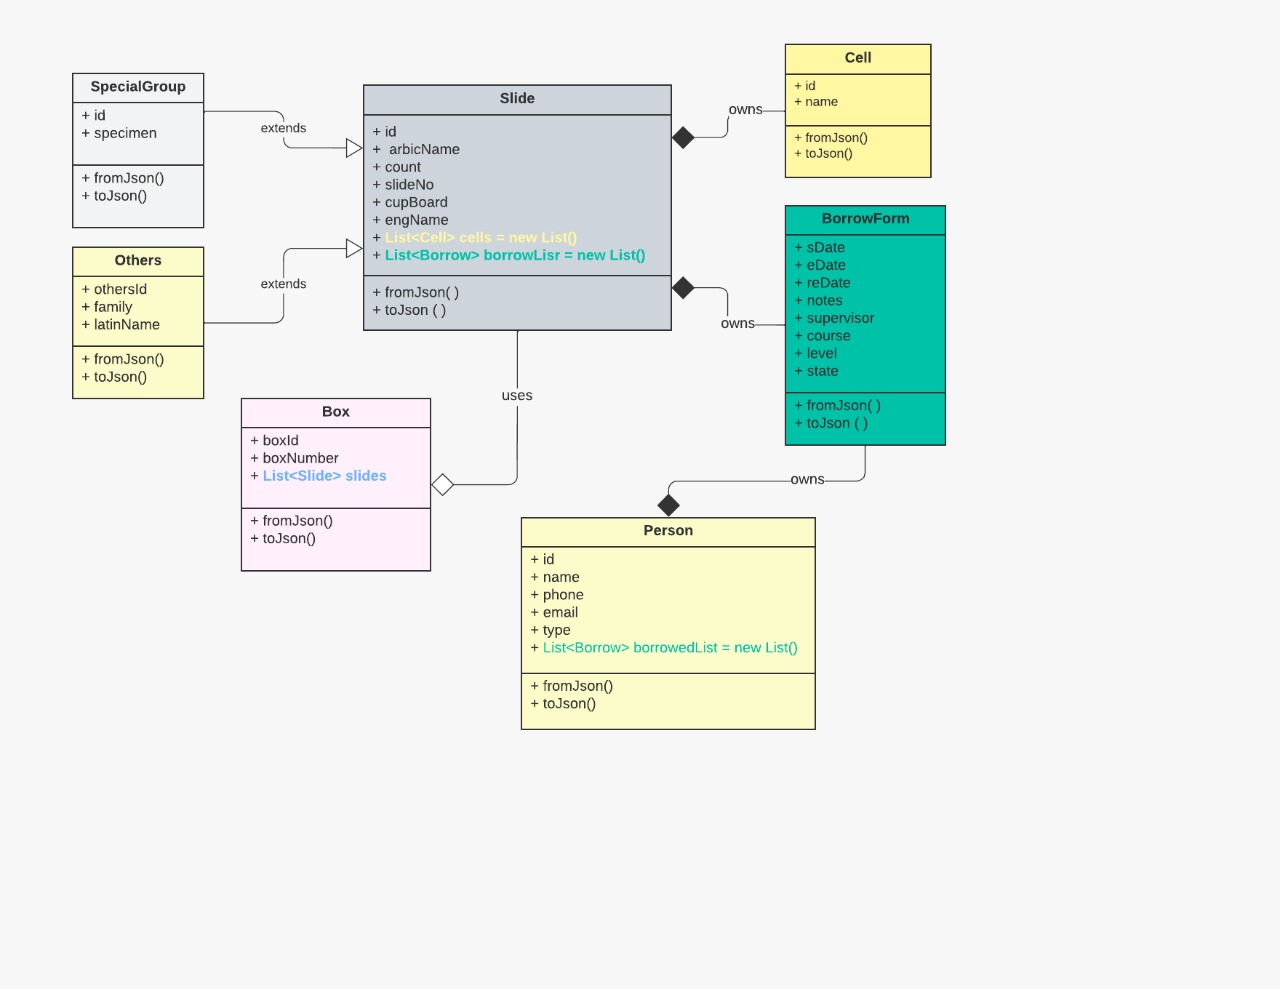 SpecialGroup
+ id
+ specimen
+ fromJson()
+ toJson()
extends
Others
+ othersId
+ family
+ latinName
+ fromJson()
+ toJson()
extends
Slide
+ id
+  arbicName
+ count
+ slideNo
+ cupBoard
+ engName
+ List<Cell> cells = new List()
+ List<Borrow> borrowLisr = new List()
+ fromJson( )
+ toJson ( )
owns
Cell
+ id
+ name
+ fromJson()
+ toJson()
owns
BorrowForm
+ sDate
+ eDate
+ reDate
+ notes
+ supervisor
+ course
+ level
+ state
+ fromJson( )
+ toJson ( )
uses
Box
+ boxId
+ boxNumber
+ List<Slide> slides
+ fromJson()
+ toJson()
owns
Person
+ id
+ name
+ phone
+ email
+ type
+ List<Borrow> borrowedList = new List()
+ fromJson()
+ toJson()